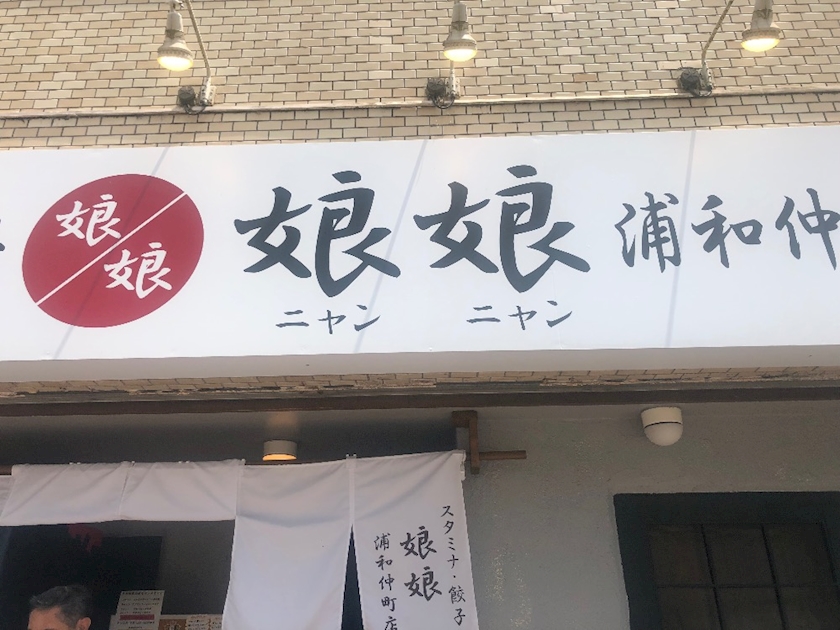 娘
娘
娘娘 浦和仲
ニャン ニャン
スタミナ・餃子
娘娘
浦和仲町店